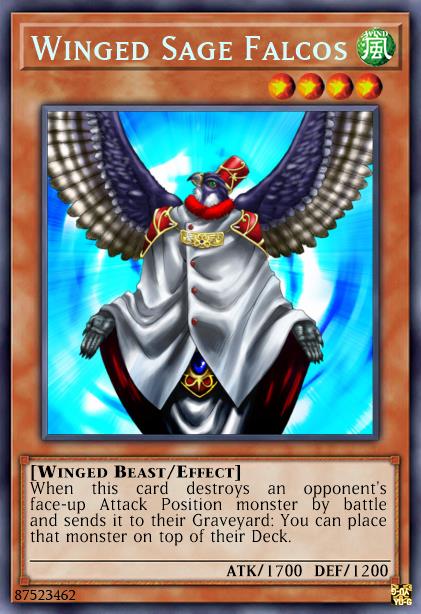 Winged Sage Falcos
WIND
風
[Winged Beast/Effect]
When this card destroys an opponent's
face-up Attack Position monster by battle
and sends it to their Graveyard: You can place
that monster on top of their Deck.
ATK/1700 DEF/1200
87523462